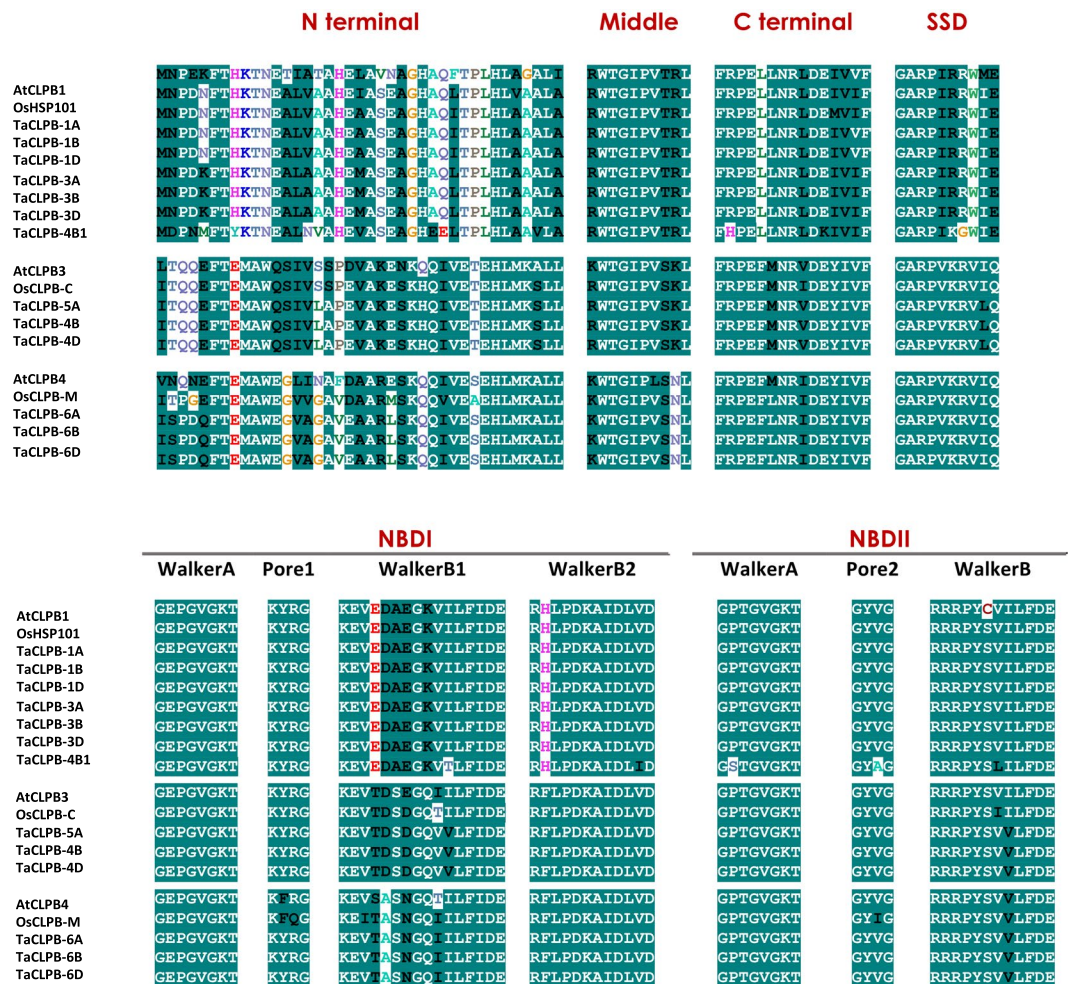 N terminal Middle C terminal SSD
AtCLPB1 MNPEKFTHKTNETIATAHELAVNAGHAQFTPLHLAGALI RWTGIPVTRL FRPELLNRLDEIVVF GARPIRRWME
OsHSP101 MNPDNFTHKTNEALVAAHEIASEAGHAQLTPLHLVAALI RWTGIPVTRL FRPELLNRLDEIVIF GARPIRRWIE
TaCLPB-1A MNPDNFTHKTNEALVAAHEAASEAGHAQITPLHLAAALA RWTGIPVTRL FRPELLNRLDEMVIF GARPIRRWIE
TaCLPB-1B MNPDNFTHKTNEALVAAHEAASEAGHAQITPLHLAAALA RWTGIPVTRL FRPELLNRLDEIVVF GARPIRRWIE
TaCLPB-1D MNPDNFTHKTNEALVAAHEAASEAGHAQITPLHLAAALA RWTGIPVTRL FRPELLNRLDEIVIF GARPIRRWIE
TaCLPB-3A MNPDKFTHKTNEALAAAHEMASEAGHAQLTPLHLAAALA RWTGIPVTRL FRPELLNRLDEIVIF GARPIRRWIE
TaCLPB-3B MNPDKFTHKTNEALAAAHEMASEAGHAQLTPLHLAAALA RWTGIPVTRL FRPELLNRLDEIVIF GARPIRRWIE
TaCLPB-3D MNPDKFTHKTNEALAAAHEMASEAGHAQLTPLHLAAALA RWTGIPVTRL FRPELLNRLDEIVIF GARPIRRWIE
TaCLPB-4B1 MDPNMFTYKTNEALNVAHEVASEAGHEELTPLHLAAVLA RWTGIPVTRL FHPELLNRLDKIVIF GARPIKGWIE
AtCLPB3 LTQQEFTEMAWQSIVSSPDVAKENKQQIVETEHLMKALL RWTGIPVSKL FRPEFMNRVDEYIVF GARPVKRVIQ
OsCLPB-C ITQQEFTEMAWQSIVSSPEVAKESKHQIVETEHLMKSLL RWTGIPVSKL FRPEFMNRIDEYIVF GARPVKRVIQ
TaCLPB-5A ITQQEFTEMAWQSIVLAPEVAKESKHQIVETEHLMKSLL RWTGIPVSKL FRPEFMNRVDEYIVF GARPVKRVLQ
TaCLPB-4B ITQQEFTEMAWQSIVLAPEVAKESKHQIVETEHLMKSLL RWTGIPVSKL FRPEFMNRVDEYIVF GARPVKRVLQ
TaCLPB-4D ITQQEFTEMAWQSIVLAPEVAKESKHQIVETEHLMKSLL RWTGIPVSKL FRPEFMNRVDEYIVF GARPVKRVLQ
AtCLPB4 VNQNEFTEMAWEGLINAFDAARESKQQIVESEHLMKALL KWTGIPLSNL FRPEFMNRIDEYIVF GARPVKRVIQ
OsCLPB-M ITPGEFTEMAWEGVVGAVDAARMSKQQVVEAEHLMKALL KWTGIPVSNL FRPEFLNRIDEYIVF GARPVKRVIQ
TaCLPB-6A ISPDQFTEMAWEGVAGAVEAARLSKQQIVESEHLMKALL KWTGIPVSNL FRPEFLNRIDEYIVF GARPVKRVIQ
TaCLPB-6B ISPDQFTEMAWEGVAGAVEAARLSKQQIVESEHLMKALL KWTGIPVSNL FRPEFLNRIDEYIVF GARPVKRVIQ
TaCLPB-6D ISPDQFTEMAWEGVAGAVEAARLSKQQIVESEHLMKALL KWTGIPVSNL FRPEFLNRIDEYIVF GARPVKRVIQ
NBDI NBDII
WalkerA Pore1 WalkerB1 WalkerB2 WalkerA Pore2 WalkerB
AtCLPB1 GEPGVGKT KYRG KEVEDAEGKVILFIDE RHLPDKAIDLVD GPTGVGKT GYVG RRRPYCVILFDE
OsHSP101 GEPGVGKT KYRG KEVEDAEGKVILFIDE RHLPDKAIDLVD GPTGVGKT GYVG RRRPYSVILFDE
TaCLPB-1A GEPGVGKT KYRG KEVEDAEGKVILFIDE RHLPDKAIDLVD GPTGVGKT GYVG RRRPYSVILFDE
TaCLPB-1B GEPGVGKT KYRG KEVEDAEGKVILFIDE RHLPDKAIDLVD GPTGVGKT GYVG RRRPYSVILFDE
TaCLPB-1D GEPGVGKT KYRG KEVEDAEGKVILFIDE RHLPDKAIDLVD GPTGVGKT GYVG RRRPYSVILFDE
TaCLPB-3A GEPGVGKT KYRG KEVEDAEGKVILFIDE RHLPDKAIDLVD GPTGVGKT GYVG RRRPYSVILFDE
TaCLPB-3B GEPGVGKT KYRG KEVEDAEGKVILFIDE RHLPDKAIDLVD GPTGVGKT GYVG RRRPYSVILFDE
TaCLPB-3D GEPGVGKT KYRG KEVEDAEGKVILFIDE RHLPDKAIDLVD GPTGVGKT GYVG RRRPYSVILFDE
TaCLPB-4B1 GEPGVGKT KYRG KEVEDAEGKVTLFIDE RHLPDKAIDLID GSTGVGKT GYAG RRRPYSLILFDE
AtCLPB3 GEPGVGKT KYRG KEVTDSEGQIILFIDE RFLPDKAIDLVD GPTGVGKT GYVG RRRPYSVILFDE
OsCLPB-C GEPGVGKT KYRG KEVTDSDGQTILFIDE RFLPDKAIDLVD GPTGVGKT GYVG RRRPYSIILFDE
TaCLPB-5A GEPGVGKT KYRG KEVTDSDGQVVLFIDE RFLPDKAIDLVD GPTGVGKT GYVG RRRPYSVVLFDE
TaCLPB-4B GEPGVGKT KYRG KEVTDSDGQVVLFIDE RFLPDKAIDLVD GPTGVGKT GYVG RRRPYSVVLFDE
TaCLPB-4D GEPGVGKT KYRG KEVTDSDGQVVLFIDE RFLPDKAIDLVD GPTGVGKT GYVG RRRPYSVVLFDE
AtCLPB4 GEPGVGKT KFRG KEVSASNGQTILFIDE RFLPDKAIDLVD GPTGVGKT GYVG RRRPYSVVLFDE
OsCLPB-M GEPGVGKT KFQG KEITASNGQIILFIDE RFLPDKAIDLVD GPTGVGKT GYIG RRRPYSVVLFDE
TaCLPB-6A GEPGVGKT KYRG KEVTASNGQIILFIDE RFLPDKAIDLVD GPTGVGKT GYVG RRRPYSVVLFDE
TaCLPB-6B GEPGVGKT KYRG KEVTASNGQIILFIDE RFLPDKAIDLVD GPTGVGKT GYVG RRRPYSVVLFDE
TaCLPB-6D GEPGVGKT KYRG KEVTASNGQIILFIDE RFLPDKAIDLVD GPTGVGKT GYVG RRRPYSVVLFDE